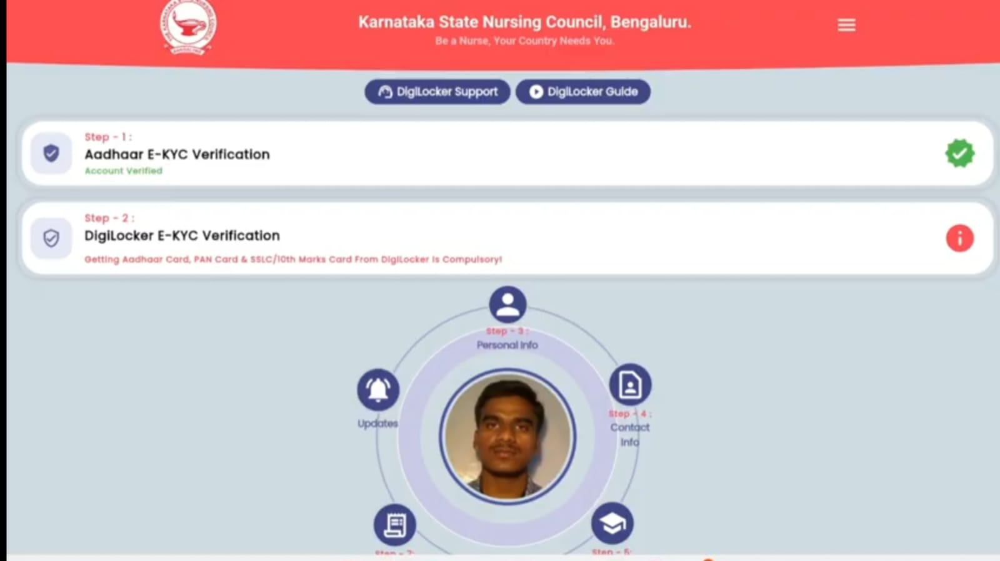 Karnataka State Nursing Council, Bengaluru.
Be a Nurse, Your Country Needs You.
DigiLocker Support
DigiLocker Guide
Step - 1 :
Aadhaar E-KYC Verification
Account Verified
Step - 2 :
DigiLocker E-KYC Verification
Getting Aadhaar Card, PAN Card & SSLC/10th Marks Card From DigiLocker Is Compulsory!
Step - 3 :
Personal Info
Updates
Step - 4 :
Contact
Info
Step - 7:
Step - 5: